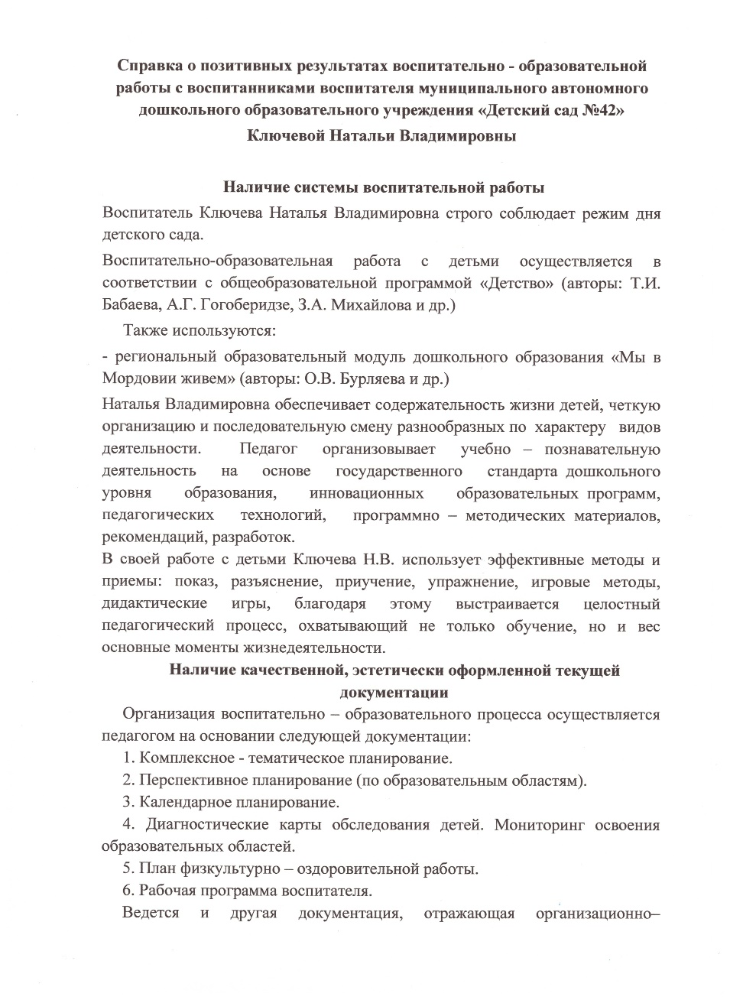 Справка о позитивных результатах воспитательно - образовательной
работы с воспитанниками воспитателя муниципального автономного
дошкольного образовательного учреждения «Детский сад №42»
Ключевой Натальи Владимировны
Наличие системы воспитательной работы
Воспитатель Ключева Наталья Владимировна строго соблюдает режим дня
детского сада.
Воспитательно-образовательная работа с детьми осуществляется в
соответствии с общеобразовательной программой «Детство» (авторы: Т.И.
Бабаева, А.Г. Гогоберидзе, З.А. Михайлова и др.)
Также используются:
- региональный образовательный модуль дошкольного образования «Мы в
Мордовии живем» (авторы: О.В. Бурляева и др.)
Наталья Владимировна обеспечивает содержательность жизни детей, четкую
организацию и последовательную смену разнообразных по характеру видов
деятельности. Педагог организовывает учебно – познавательную
деятельность на основе государственного стандарта дошкольного
уровня образования, инновационных образовательных программ,
педагогических технологий, программно – методических материалов,
рекомендаций, разработок.
В своей работе с детьми Ключева Н.В. использует эффективные методы и
приемы: показ, разъяснение, приучение, упражнение, игровые методы,
дидактические игры, благодаря этому выстраивается целостный
педагогический процесс, охватывающий не только обучение, но и вес
основные моменты жизнедеятельности.
Наличие качественной, эстетически оформленной текущей
документации
Организация воспитательно – образовательного процесса осуществляется
педагогом на основании следующей документации:
1. Комплексное - тематическое планирование.
2. Перспективное планирование (по образовательным областям).
3. Календарное планирование.
4. Диагностические карты обследования детей. Мониторинг освоения
образовательных областей.
5. План физкультурно – оздоровительной работы.
6. Рабочая программа воспитателя.
Ведется и другая документация, отражающая организационно–